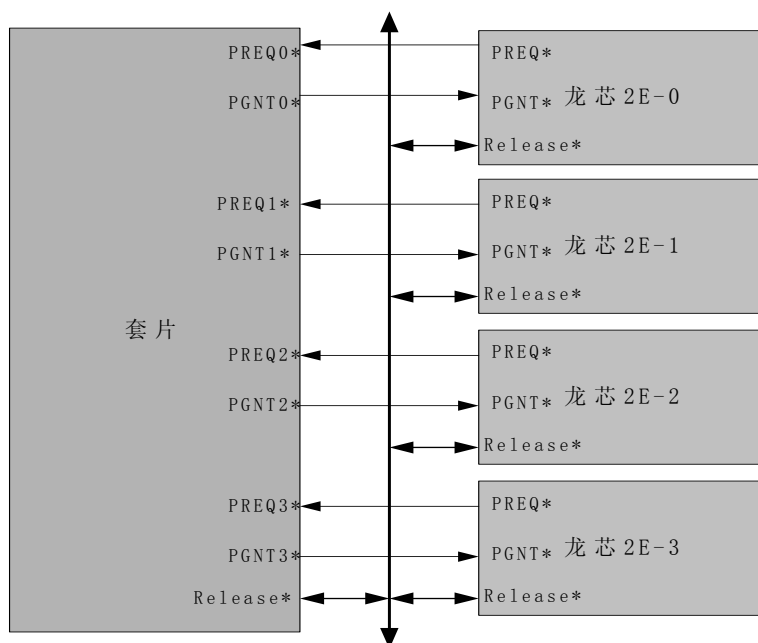 PREQ0*
PGNT0*
PREQ1*
PGNT1*
套片
PREQ2*
PGNT2*
PREQ3*
PGNT3*
Release*
PREQ*
PGNT* 龙芯2E-0
Release*
PREQ*
PGNT* 龙芯2E-1
Release*
PREQ*
PGNT* 龙芯2E-2
Release*
PREQ*
PGNT* 龙芯2E-3
Release*